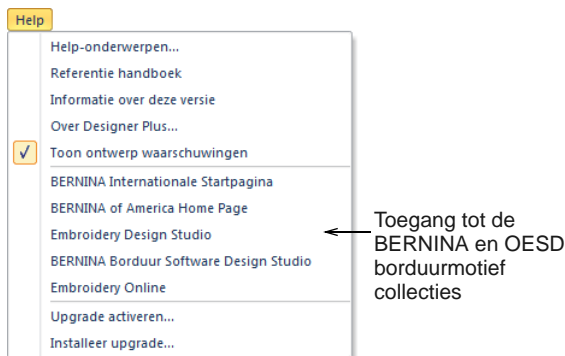 Help
Help-onderwerpen...
Referentie handboek
Informatie over deze versie
Over Designer Plus...
Toon ontwerp waarschuwingen
BERNINA Internationale Startpagina
BERNINA of America Home Page
Embroidery Design Studio
BERNINA Borduur Software Design Studio
Embroidery Online
Upgrade activeren...
Installeer upgrade...
Toegang tot de
BERNINA en OESD
borduurmotief
collecties